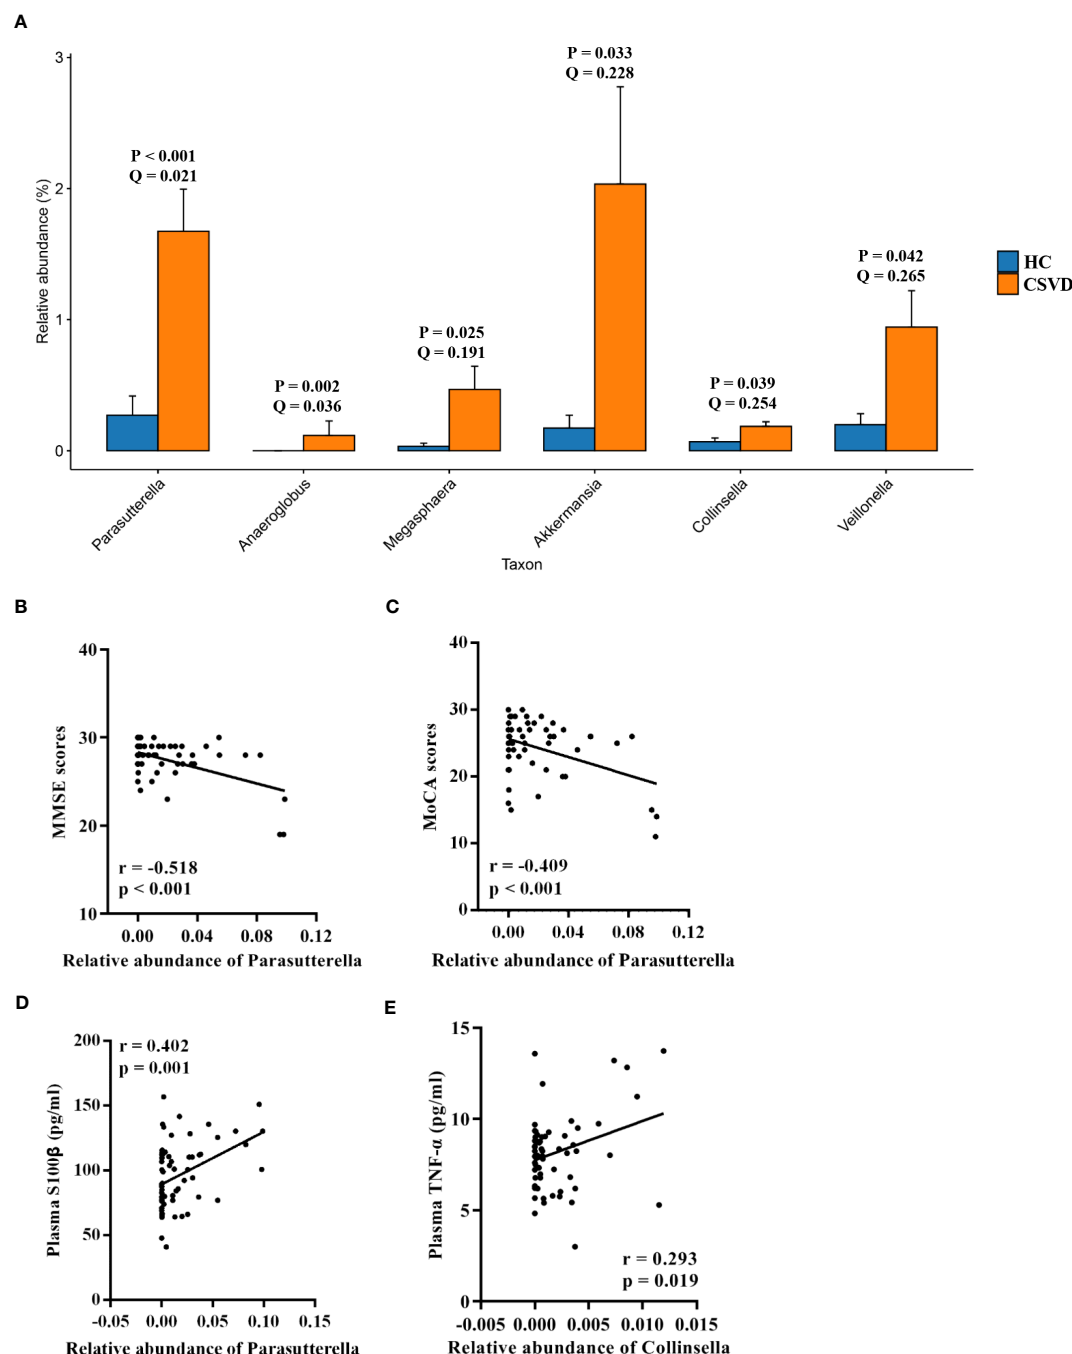 A
Relative abundance (%)
3
2
1
0
P < 0.001
Q = 0.021
P = 0.002
Q = 0.036
P = 0.025
Q = 0.191
P = 0.033
Q = 0.228
P = 0.039
Q = 0.254
P = 0.042
Q = 0.265
HC
CSVD
Parasutterella
Anaeroglobus
Megasphaera
Akkermansia
Collinsella
Veillonella
Taxon
B
MMSE scores
40
30
20
10
r = -0.518
p < 0.001
0.00 0.04 0.08 0.12
Relative abundance of Parasutterella
C
MoCA scores
40
30
20
10
0
r = -0.409
p < 0.001
0.00 0.04 0.08 0.12
Relative abundance of Parasutterella
D
Plasma S100β (pg/ml)
200
150
100
50
0
r = 0.402
p = 0.001
-0.05 0.00 0.05 0.10 0.15
Relative abundance of Parasutterella
E
Plasma TNF-α (pg/ml)
15
10
5
0
r = 0.293
p = 0.019
-0.005 0.000 0.005 0.010 0.015
Relative abundance of Collinsella